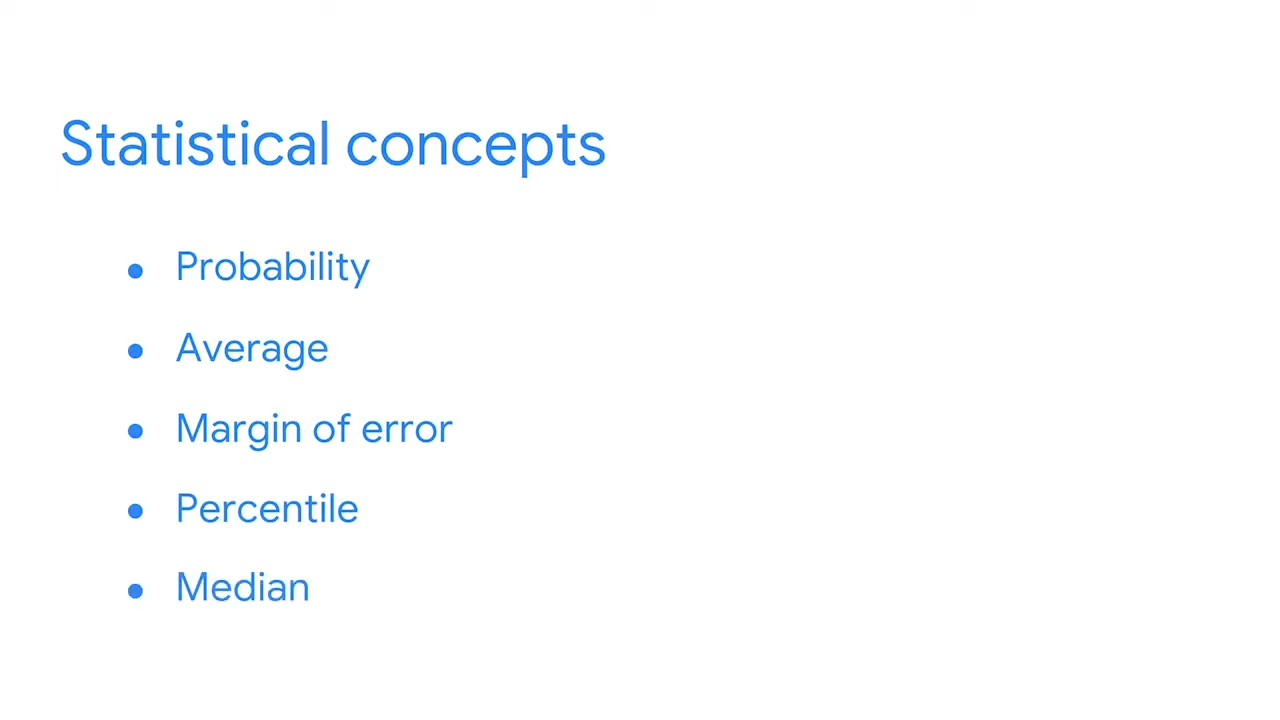 Statistical concepts
• Probability
• Average
• Margin of error
• Percentile
• Median